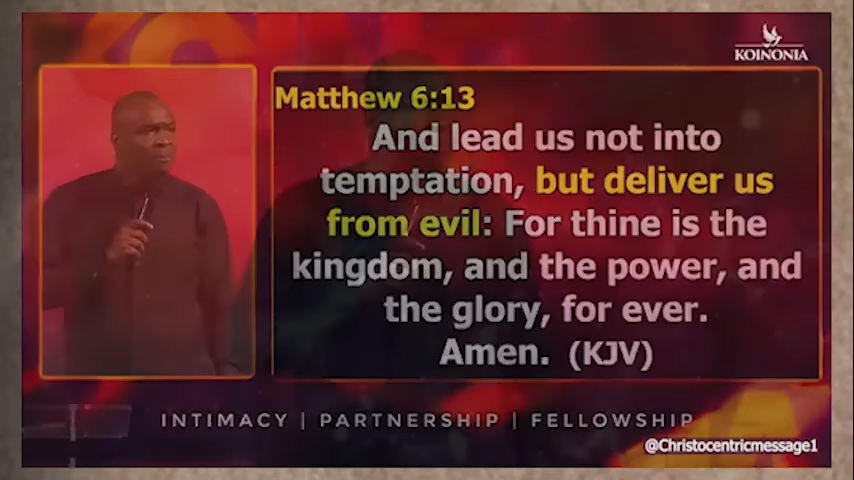 KOINONIA
Matthew 6:13
And lead us not into
temptation, but deliver us
from evil: For thine is the
kingdom, and the power, and
the glory, for ever.
Amen. (KJV)
INTIMACY | PARTNERSHIP | FELLOWSHIP
@Christocentricmessage1